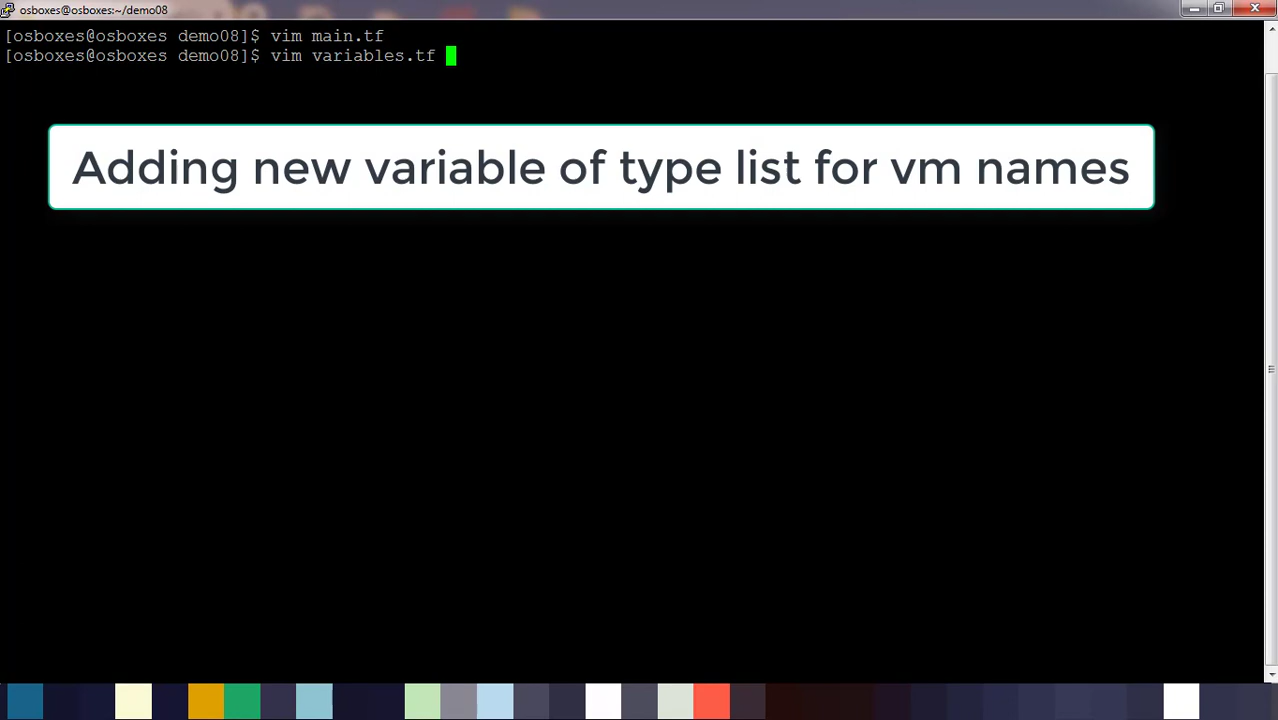 osboxes@osboxes:~/demo08
[osboxes@osboxes demo08]$ vim main.tf
[osboxes@osboxes demo08]$ vim variables.tf
Adding new variable of type list for vm names